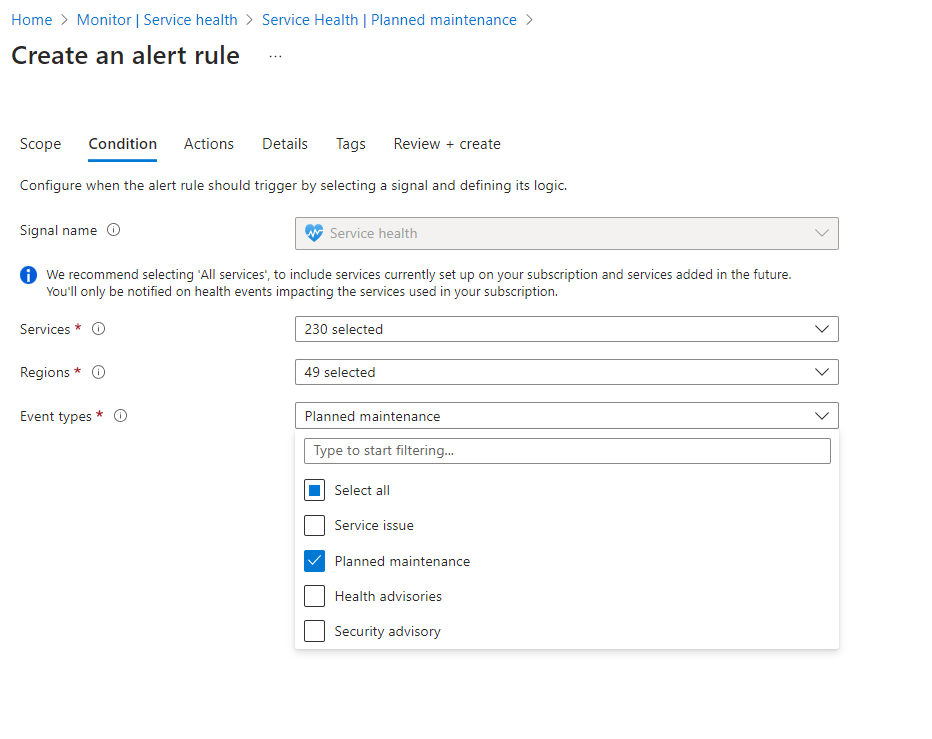 Home > Monitor | Service health > Service Health | Planned maintenance >
Create an alert rule ...
Scope Condition Actions Details Tags Review + create
Configure when the alert rule should trigger by selecting a signal and defining its logic.
Signal name Service health
We recommend selecting 'All services', to include services currently set up on your subscription and services added in the future.
You'll only be notified on health events impacting the services used in your subscription.
Services * 230 selected
Regions * 49 selected
Event types * Planned maintenance
Type to start filtering...
Select all
Service issue
Planned maintenance
Health advisories
Security advisory